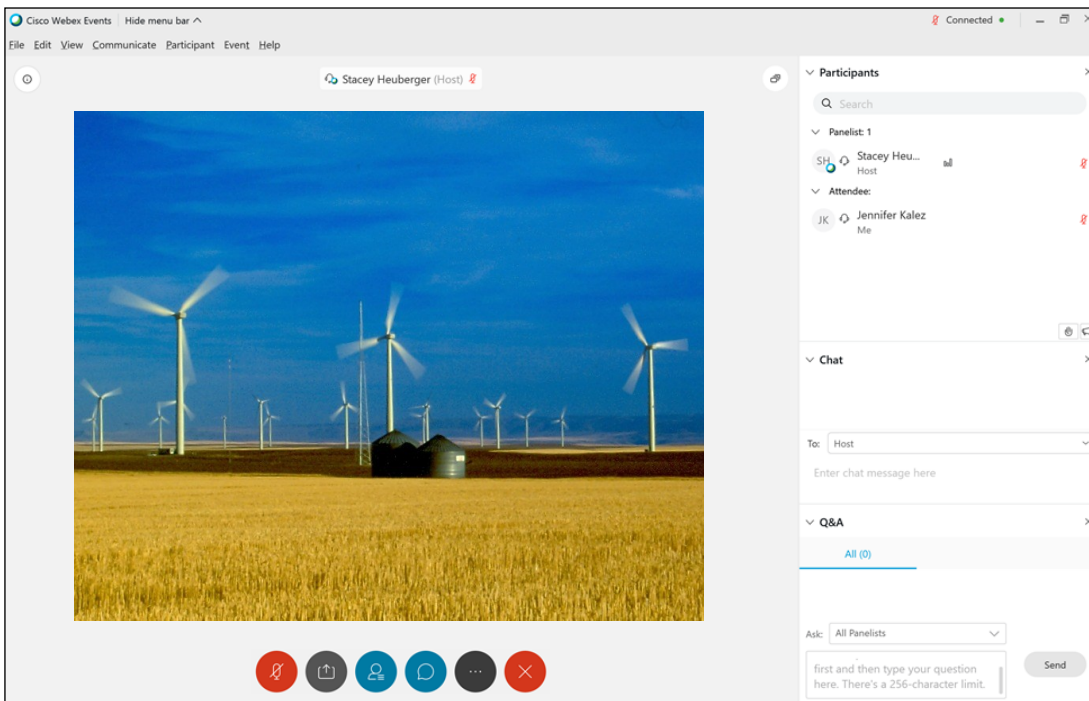 Cisco Webex Events Hide menu bar
Connected
File Edit View Communicate Participant Event Help
Stacey Heuberger (Host)
Participants
Search
Panelist: 1
SH Stacey Heu...
Host
Attendee:
JK Jennifer Kalez
Me
Chat
To: Host
Enter chat message here
Q&A
All (0)
Ask: All Panelists
first and then type your question
here. There's a 256-character limit.
Send